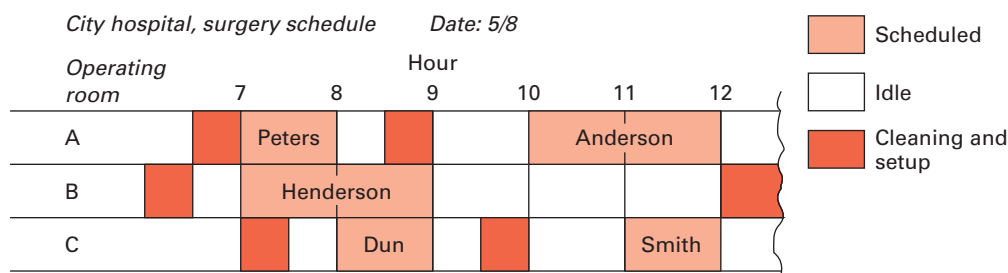 City hospital, surgery schedule Date: 5/8
Operating room
Hour
7 8 9 10 11 12
A Peters Anderson
B Henderson
C Dun Smith
Scheduled
Idle
Cleaning and
setup